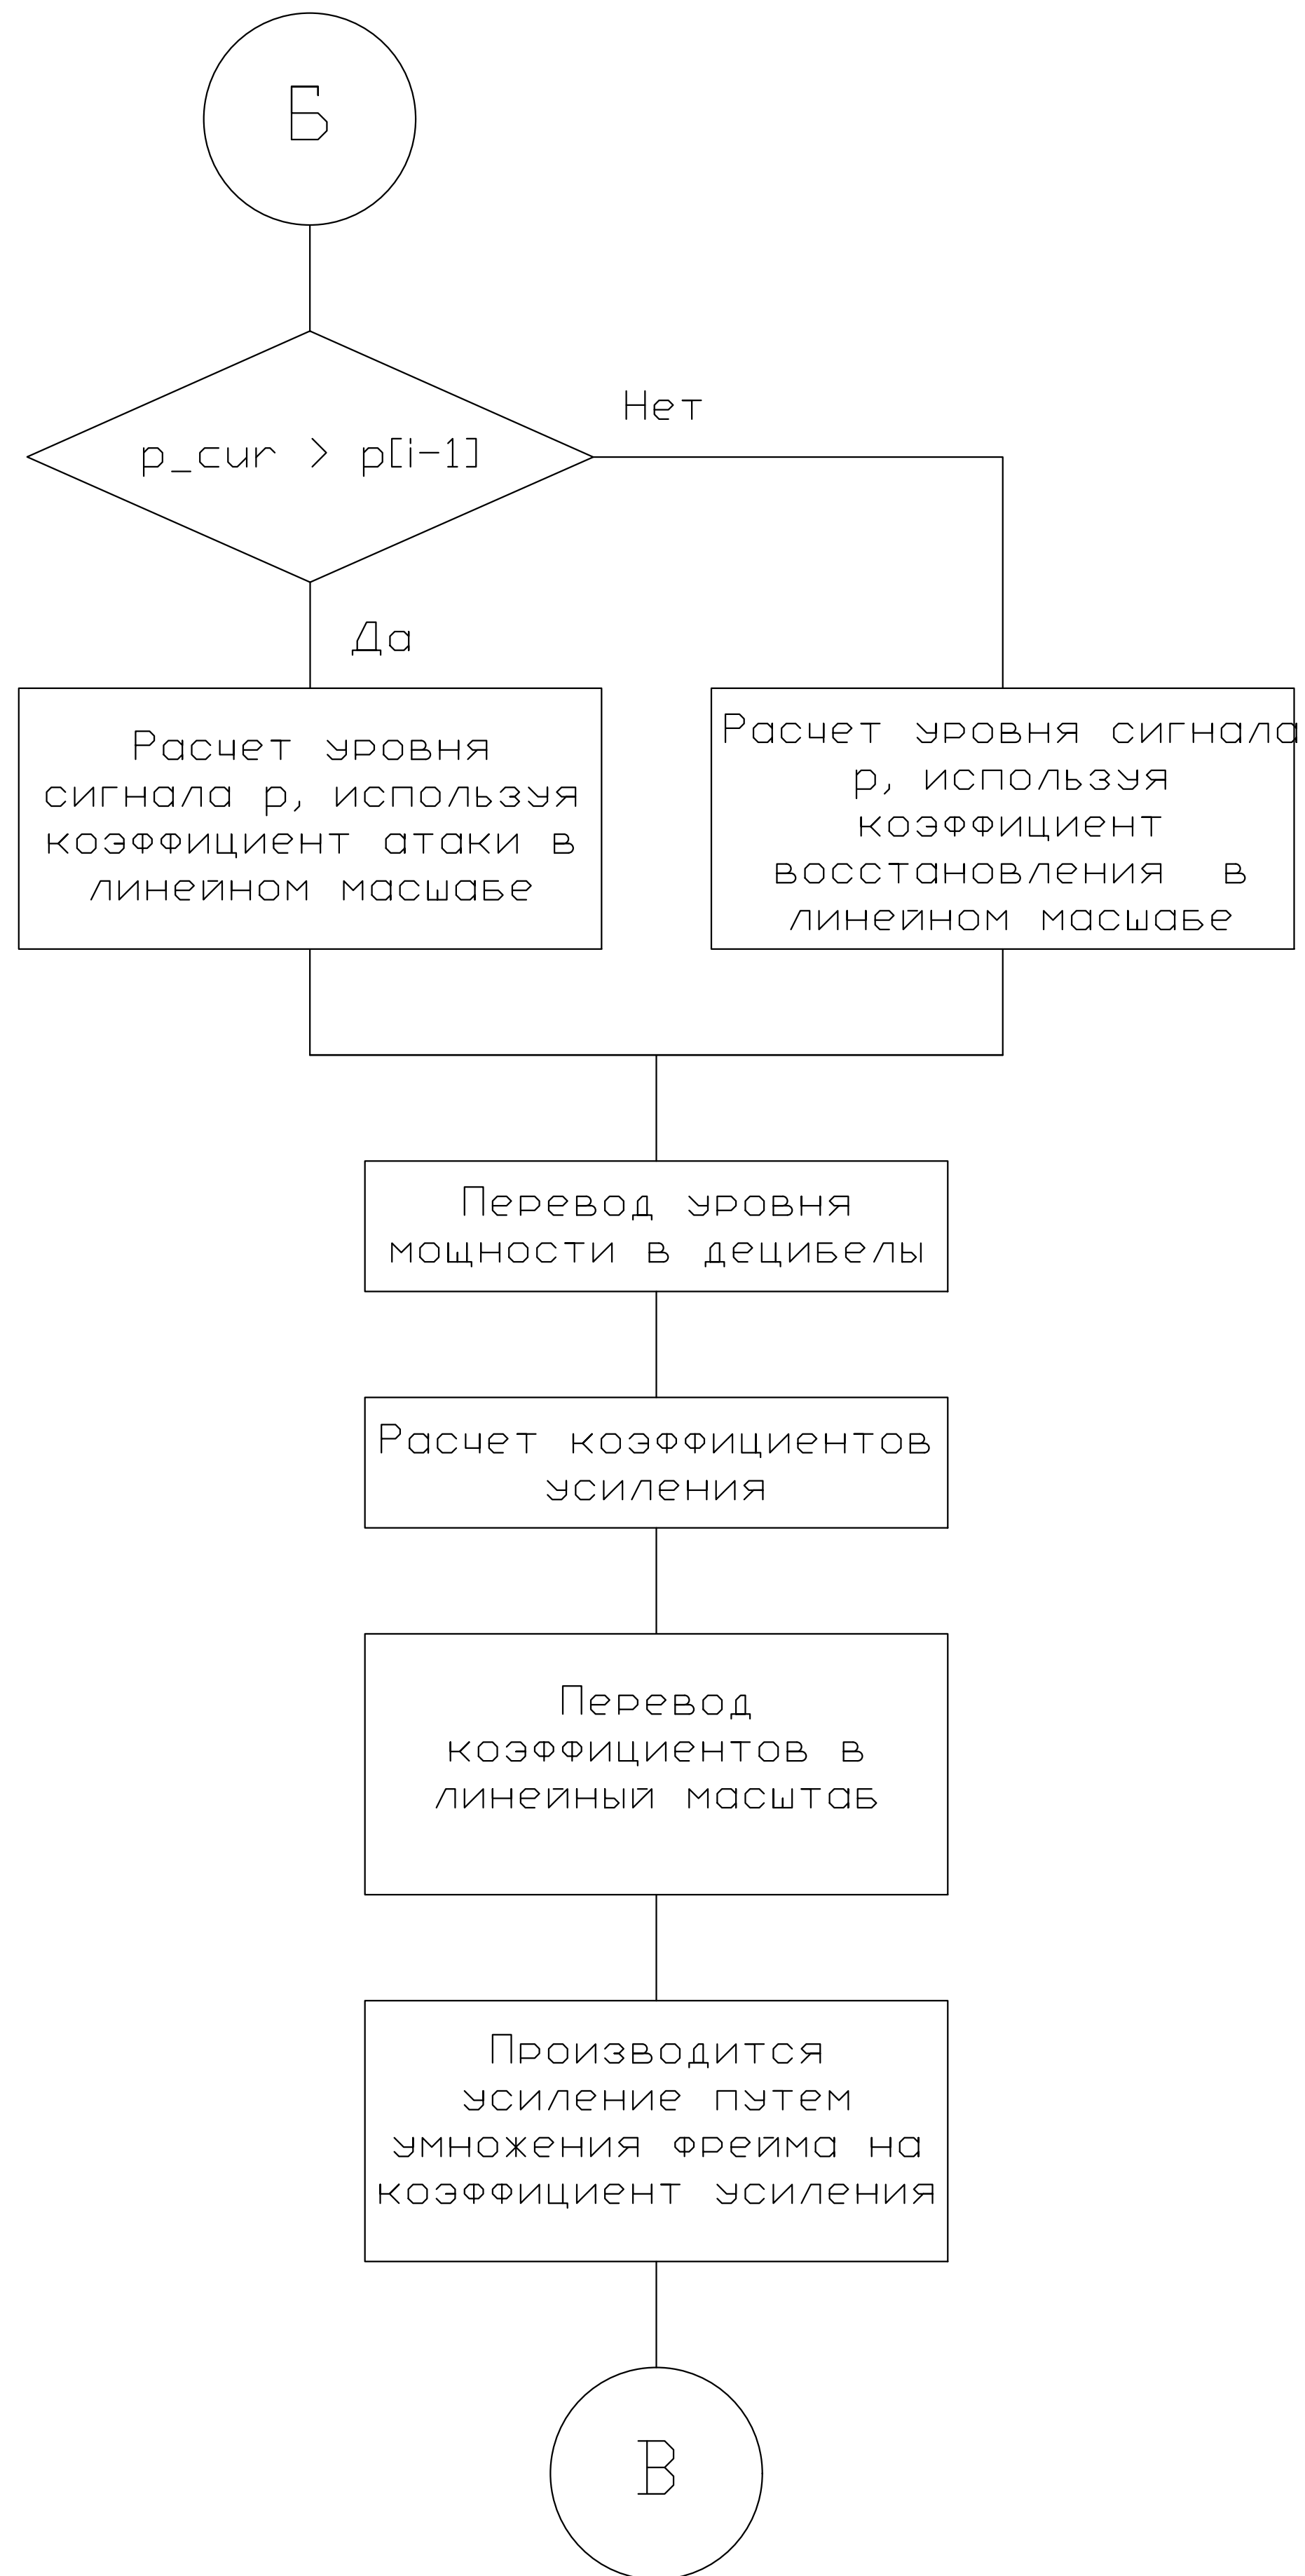 Б
p_cur > p[i-1]
Нет
Да
Расчет уровня
сигнала p, используя
коэффициент атаки в
линейном масшабе
Расчет уровня сигнала
p, используя
коэффициент
восстановления в
линейном масшабе
Перевод уровня
мощности в децибелы
Расчет коэффициентов
усиления
Перевод
коэффициентов в
линейный масштаб
Производится
усиление путем
умножения фрейма на
коэффициент усиления
В